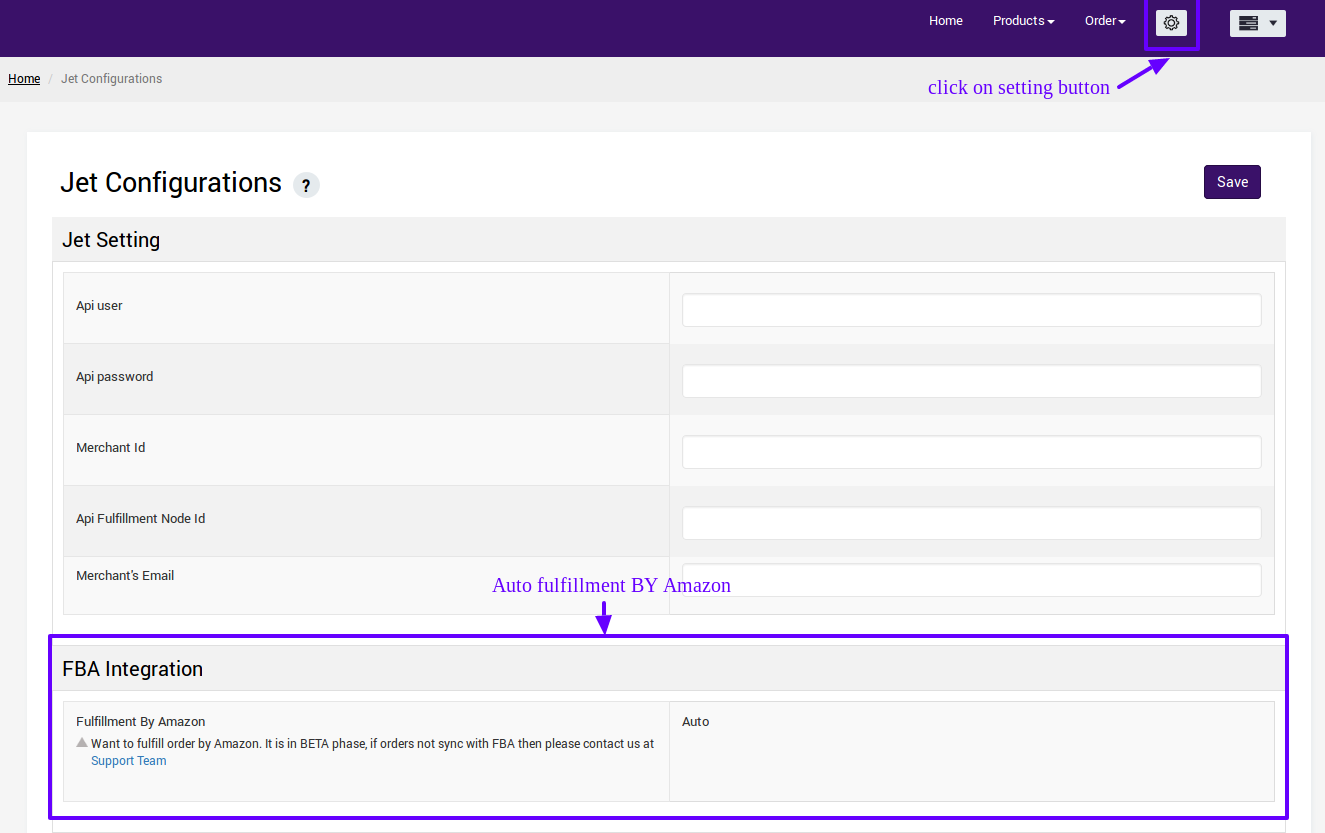 Home Products Order
Home / Jet Configurations
click on setting button
Jet Configurations ?
Save
Jet Setting
Api user
Api password
Merchant Id
Api Fulfillment Node Id
Merchant's Email
Auto fulfillment BY Amazon
FBA Integration
Fulfillment By Amazon
Auto
Want to fulfill order by Amazon. It is in BETA phase, if orders not sync with FBA then please contact us at
Support Team